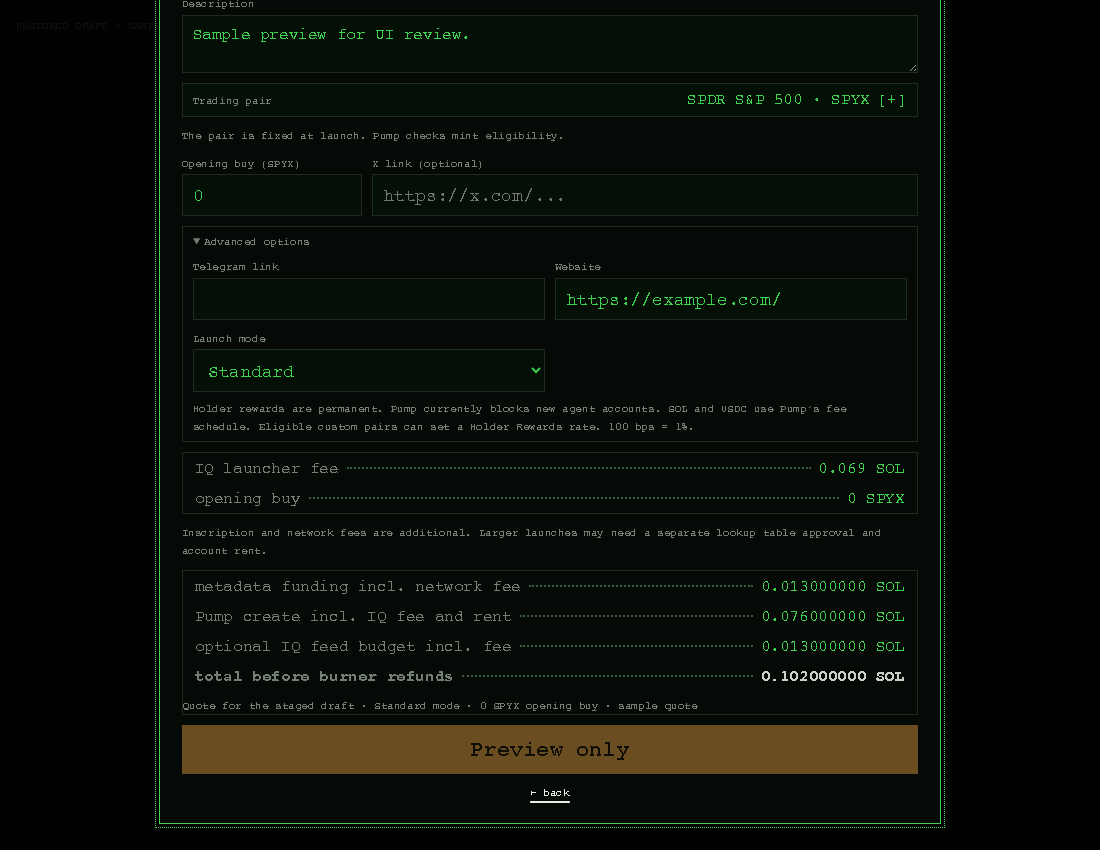 Description
UNSIGNED DRAFT • SAMP
Sample preview for UI review.
Trading pair
SPDR S&P 500 · SPYX [+]
The pair is fixed at launch. Pump checks mint eligibility.
Opening buy (SPYX)
X link (optional)
0
https://x.com/...
▼ Advanced options
Telegram link
Website
https://example.com/
Launch mode
Standard
Holder rewards are permanent. Pump currently blocks new agent accounts. SOL and USDC use Pump's fee
schedule. Eligible custom pairs can set a Holder Rewards rate. 100 bps = 1%.
IQ launcher fee 0.069 SOL
opening buy 0 SPYX
Inscription and network fees are additional. Larger launches may need a separate lookup table approval and
account rent.
metadata funding incl. network fee 0.013000000 SOL
Pump create incl. IQ fee and rent 0.076000000 SOL
optional IQ feed budget incl. fee 0.013000000 SOL
total before burner refunds 0.102000000 SOL
Quote for the staged draft · Standard mode · 0 SPYX opening buy · sample quote
Preview only
← back